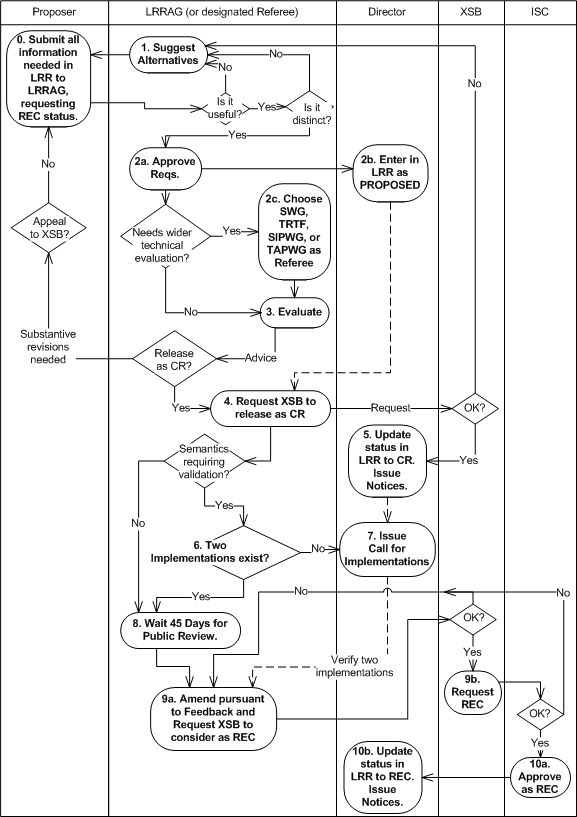 Proposer
LRRAG (or designated Referee)
Director
XSB
ISC
0. Submit all
information
needed in
LRR to
LRRAG,
requesting
REC status.
1. Suggest
Alternatives
No
No
No
Is it
useful?
Yes
Is it
distinct?
Yes
2a. Approve
Reqs.
2b. Enter in
LRR as
PROPOSED
No
Appeal
to XSB?
Needs wider
technical
evaluation?
Yes
2c. Choose
SWG,
TRTF,
SIPWG, or
TAPWG as
Referee
No
3. Evaluate
Substantive
revisions
needed
Release
as CR?
Advice
Yes
4. Request XSB to
release as CR
Request
OK?
Semantics
requiring
validation?
5. Update
status in
LRR to CR.
Issue
Notices.
Yes
Yes
No
6. Two
Implementations exist?
No
7. Issue
Call for
Implementations
Yes
No
No
8. Wait 45 Days for
Public Review.
OK?
Yes
Verify two
implementations
9b.
Request
REC
9a. Amend pursuant
to Feedback and
Request XSB to
consider as REC
OK?
Yes
10b. Update
status in
LRR to REC.
Issue
Notices.
10a.
Approve
as REC